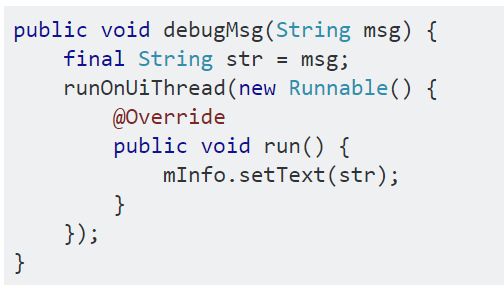 public void debugMsg(String msg) {
    final String str = msg;
    runOnUiThread(new Runnable() {
        @Override
        public void run() {
            mInfo.setText(str);
        }
    });
}